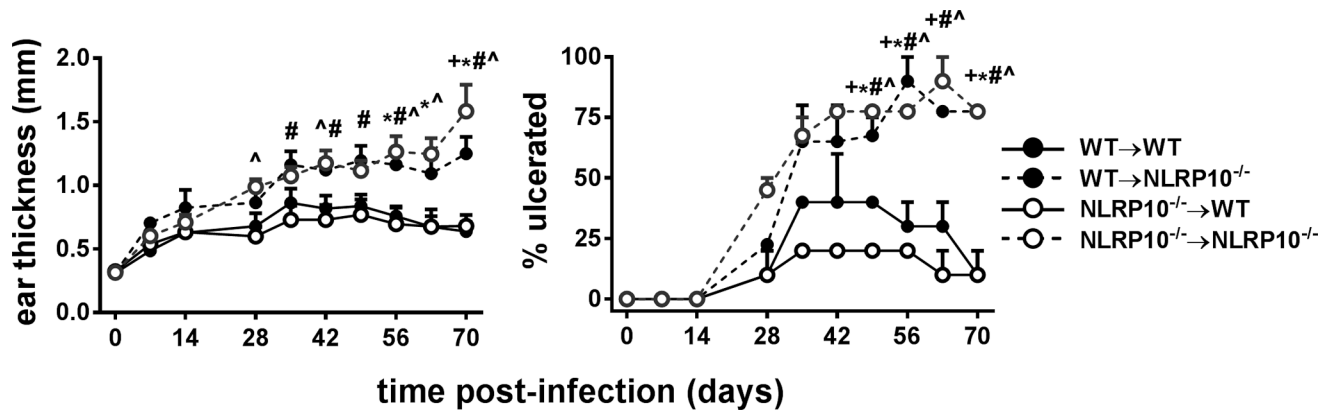 ear thickness (mm)
2.0
1.5
1.0
0.5
0.0
0 14 28 42 56 70
^ # ^# # *#^ *^ +*#^
% ulcerated
100
75
50
25
0
0 14 28 42 56 70
+*#^ +*#^ +#^ +*#^
time post-infection (days)
WT→WT
WT→NLRP10-/-
NLRP10-/-→WT
NLRP10-/-→NLRP10-/-